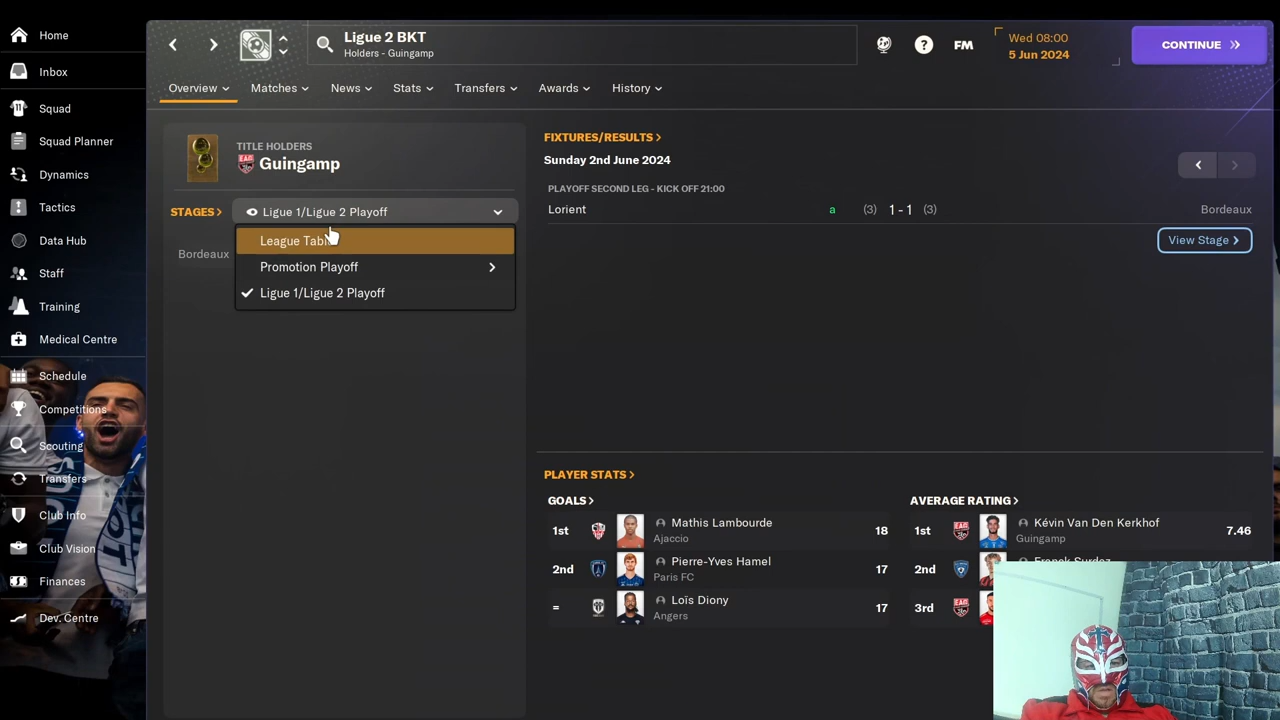 Home
Inbox
Squad
Squad Planner
Dynamics
Tactics
Data Hub
Staff
Training
Medical Centre
Schedule
Competitions
Scouting
Transfers
Club Info
Club Vision
Finances
Dev. Centre
Ligue 2 BKT
Holders - Guingamp
?
FM
Wed 08:00
5 Jun 2024
CONTINUE
Overview Matches News Stats Transfers Awards History
TITLE HOLDERS
EAG Guingamp
STAGES
Ligue 1/Ligue 2 Playoff
League Tab
Promotion Playoff
Ligue 1/Ligue 2 Playoff
Bordeaux
FIXTURES/RESULTS
Sunday 2nd June 2024
PLAYOFF SECOND LEG - KICK OFF 21:00
Lorient a (3) 1 - 1 (3) Bordeaux
View Stage
PLAYER STATS
GOALS
1st Mathis Lambourde 18
Ajaccio
2nd Pierre-Yves Hamel 17
Paris FC
= Loïs Diony 17
Angers
AVERAGE RATING
1st EAG Kévin Van Den Kerkhof 7.46
Guingamp
2nd
3rd EAG